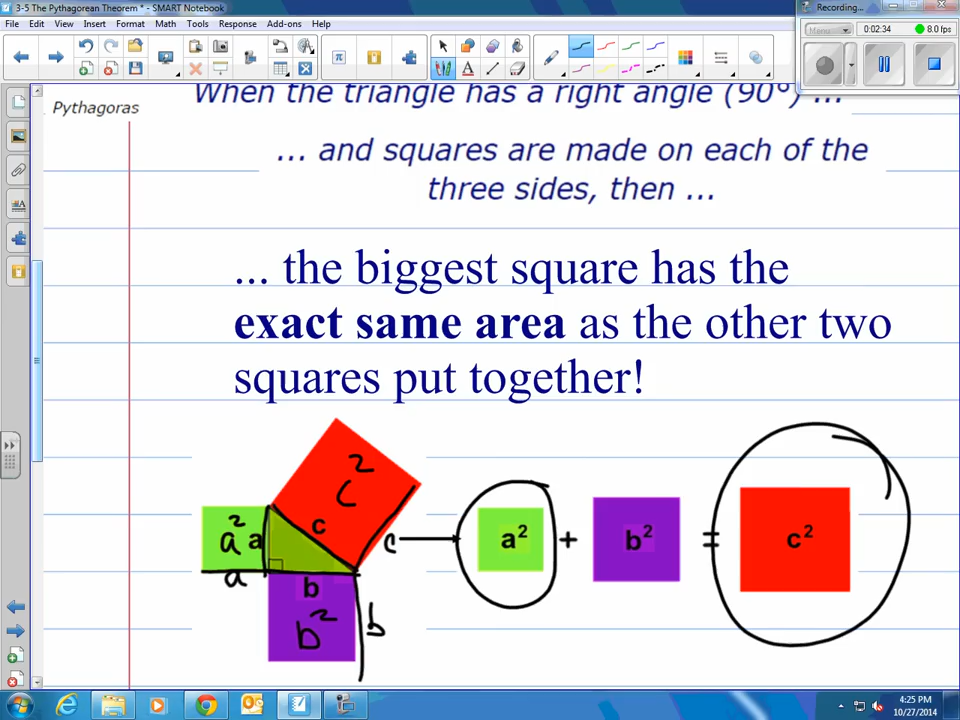 3-5 The Pythagorean Theorem * - SMART Notebook
Recording...
File Edit View Insert Format Math Tools Response Add-ons Help
Menu
0:02:34
8.0 fps
Pythagoras
When the triangle has a right angle (90°) ...
... and squares are made on each of the
three sides, then ...
... the biggest square has the
exact same area as the other two
squares put together!
c²
c
a² a
c
a² + b² = c²
a
b
b²
b
4:25 PM
10/27/2014